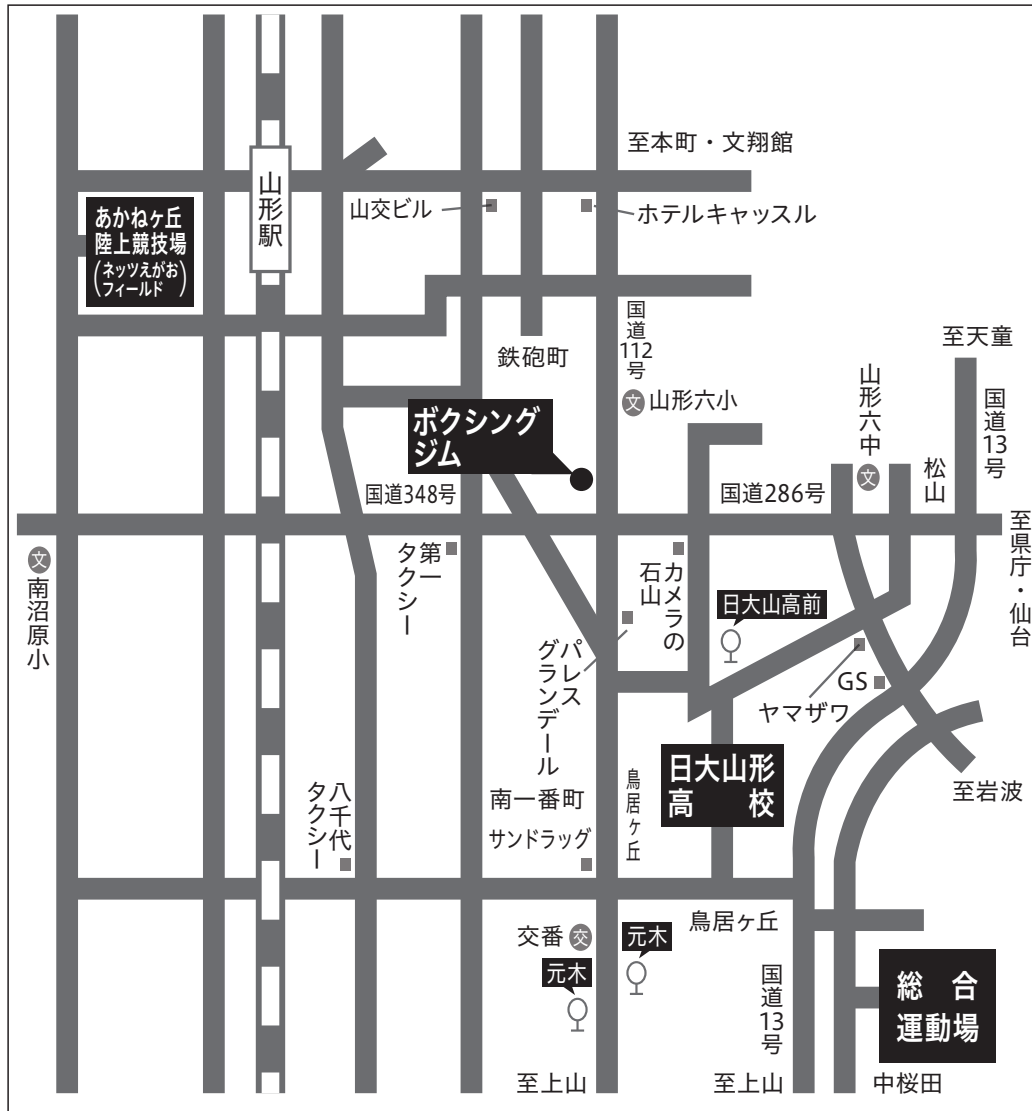 至本町・文翔館
山形駅
山交ビル
ホテルキャッスル
あかねヶ丘
陸上競技場
(ネッツえがお
フィールド)
国道112号
鉄砲町
至天童
山形六中
文
国道13号
文 山形六小
ボクシング
ジム
松山
国道348号
国道286号
至県庁・仙台
文
南沼原小
第一
タクシー
カメラの
石山
日大山高前
パレス
グランデール
GS
ヤマザワ
日大山形
高校
至岩波
八千代
タクシー
南一番町
鳥居ヶ丘
サンドラッグ
鳥居ヶ丘
交番 交
元木
元木
国道13号
総合
運動場
至上山
至上山
中桜田